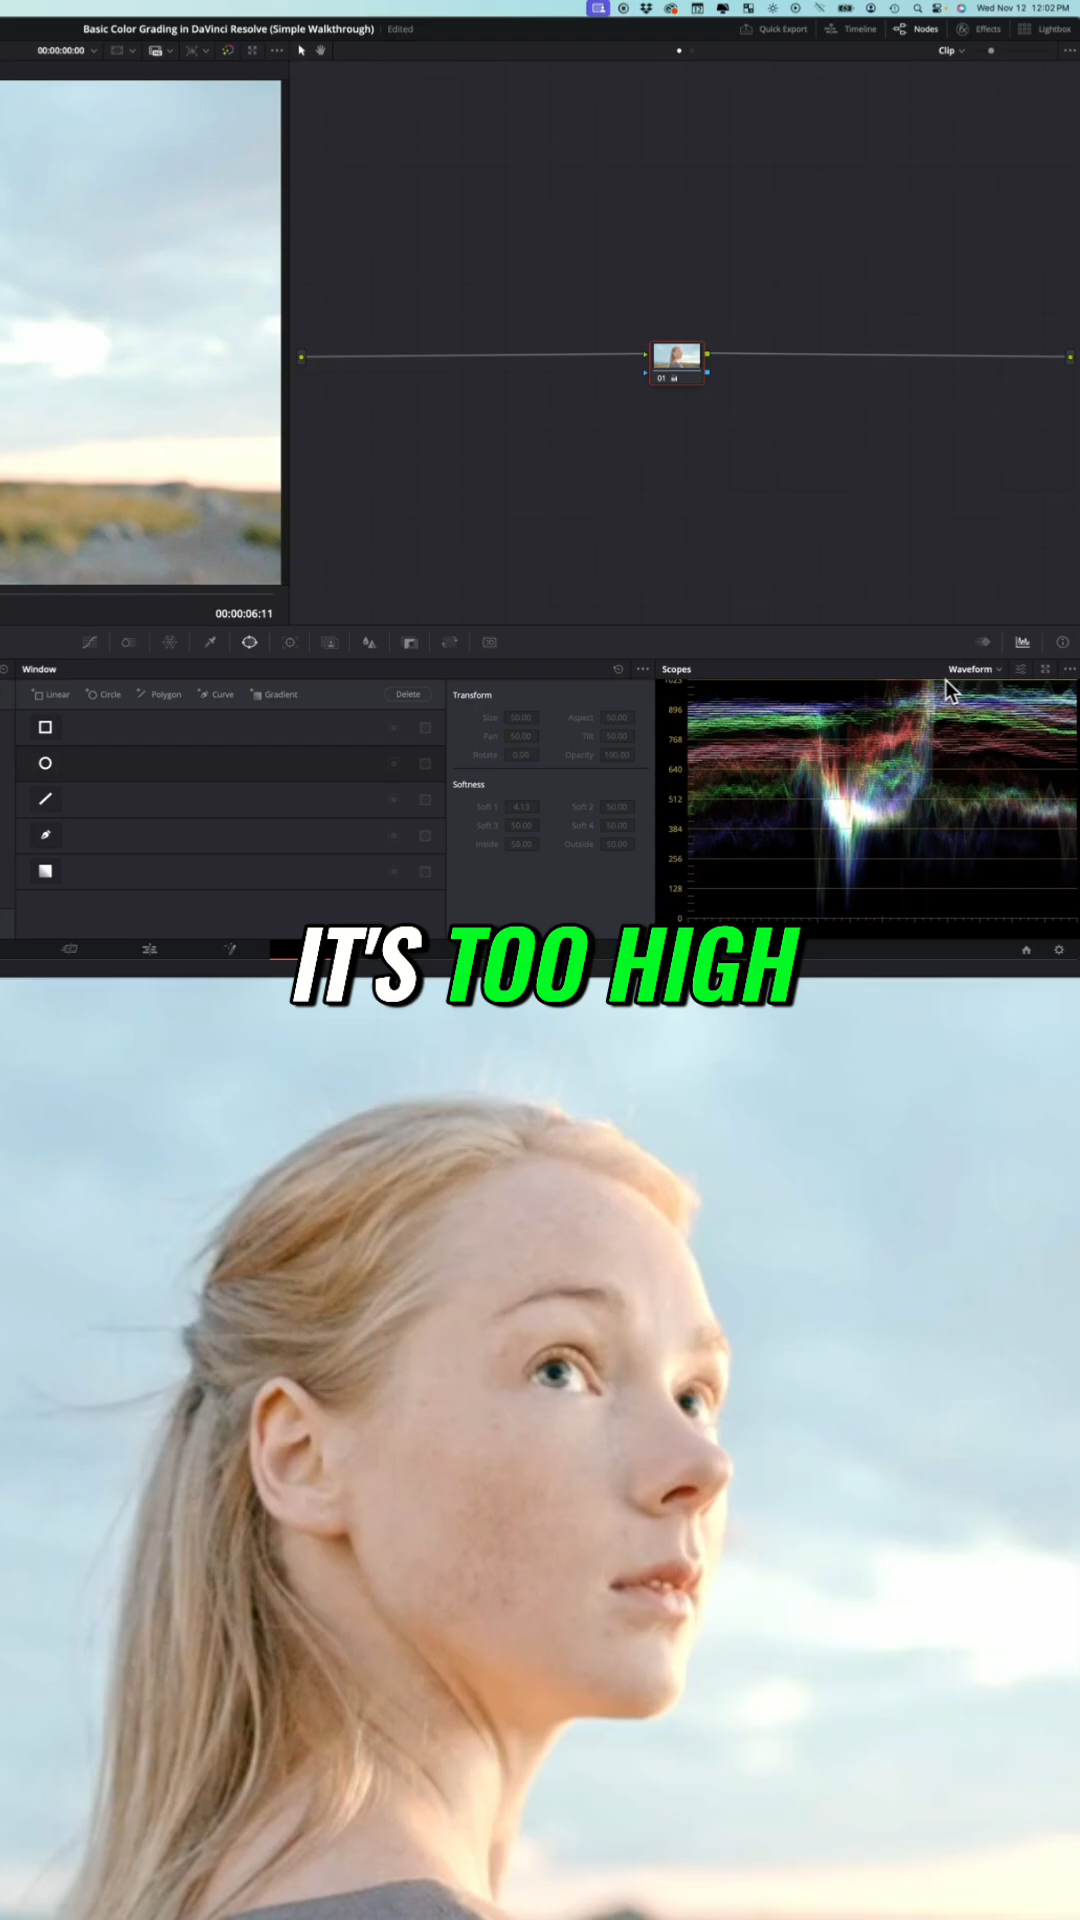 Wed Nov 12 12:02 PM
Basic Color Grading in DaVinci Resolve (Simple Walkthrough) Edited
Quick Export Timeline Nodes Effects Lightbox
00:00:00:00
Clip
01
00:00:06:11
Window
Linear Circle Polygon Curve Gradient Delete
Transform
Size 50.00 Aspect 50.00
Pan 50.00 Tilt 50.00
Rotate 0.00 Opacity 100.00
Softness
Soft 1 4.13 Soft 2 50.00
Soft 3 50.00 Soft 4 50.00
Inside 50.00 Outside 50.00
Scopes Waveform
1023
896
768
640
512
384
256
128
0
IT'S TOO HIGH